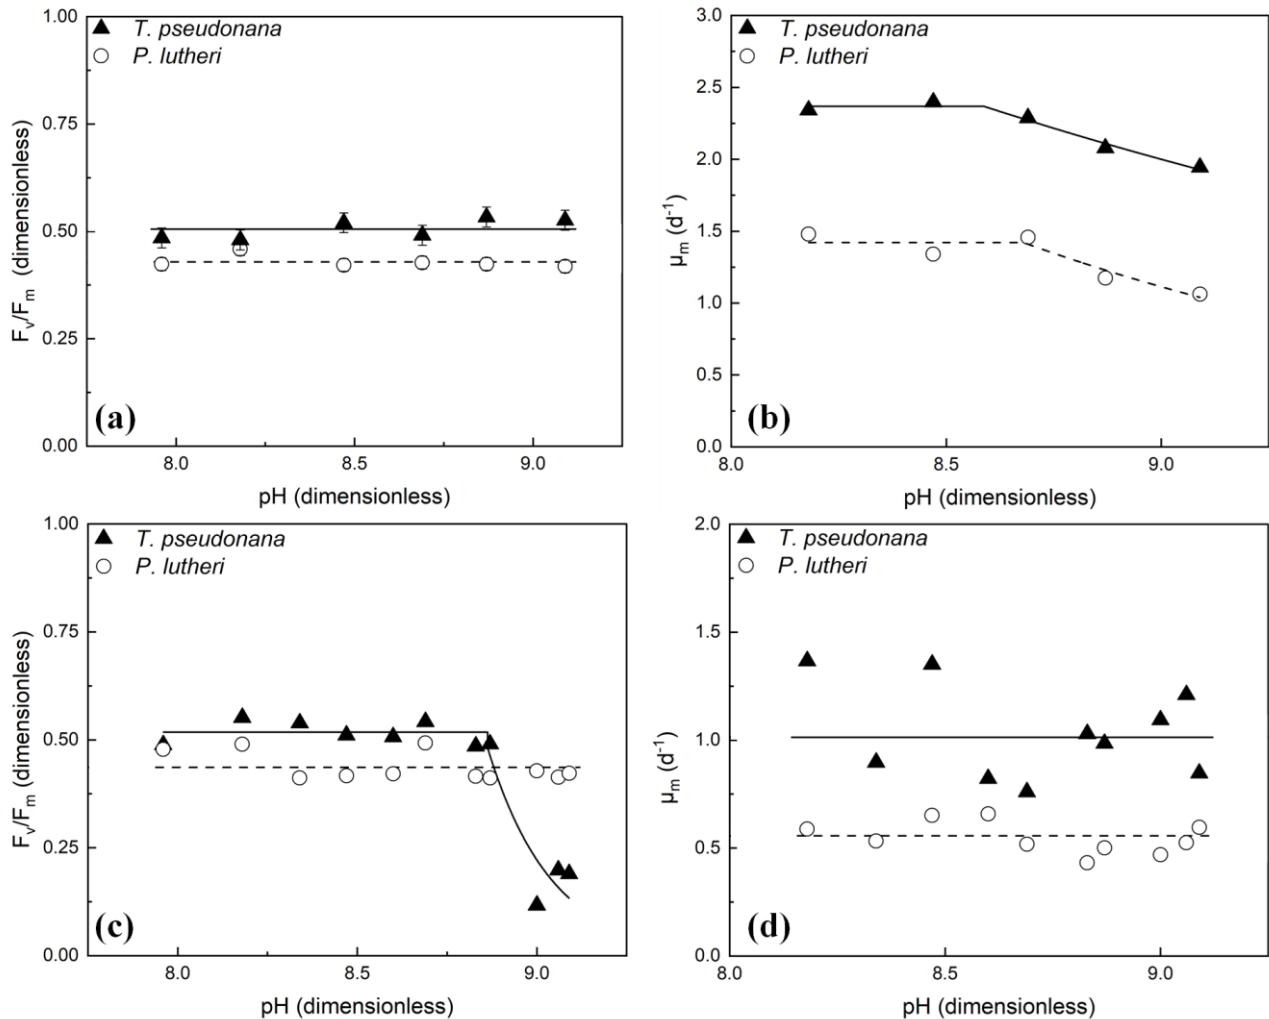 1.00
T. pseudonana
P. lutheri
0.75
0.50
0.25
0.00
Fv/Fm (dimensionless)
(a)
8.0 8.5 9.0
pH (dimensionless)
3.0
T. pseudonana
P. lutheri
2.5
2.0
1.5
1.0
0.5
0.0
μm (d-1)
(b)
8.0 8.5 9.0
pH (dimensionless)
1.00
T. pseudonana
P. lutheri
0.75
0.50
0.25
0.00
Fv/Fm (dimensionless)
(c)
8.0 8.5 9.0
pH (dimensionless)
2.0
T. pseudonana
P. lutheri
1.5
1.0
0.5
0.0
μm (d-1)
(d)
8.0 8.5 9.0
pH (dimensionless)